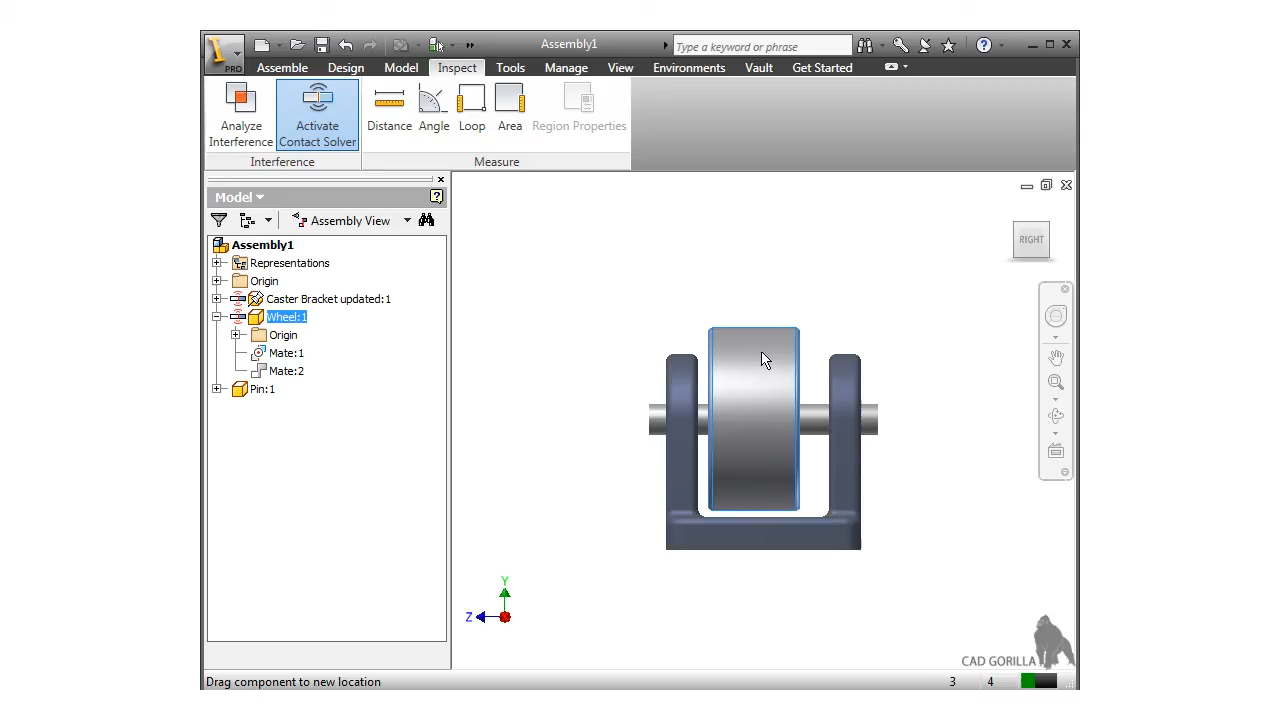 Assembly1
Type a keyword or phrase
PRO
Assemble Design Model Inspect Tools Manage View Environments Vault Get Started
Analyze Interference
Activate Contact Solver
Distance Angle Loop Area Region Properties
Interference Measure
Model
Assembly View
Assembly1
Representations
Origin
Caster Bracket updated:1
Wheel:1
Origin
Mate:1
Mate:2
Pin:1
RIGHT
Y
Z
CAD GORILLA
Drag component to new location 3 4